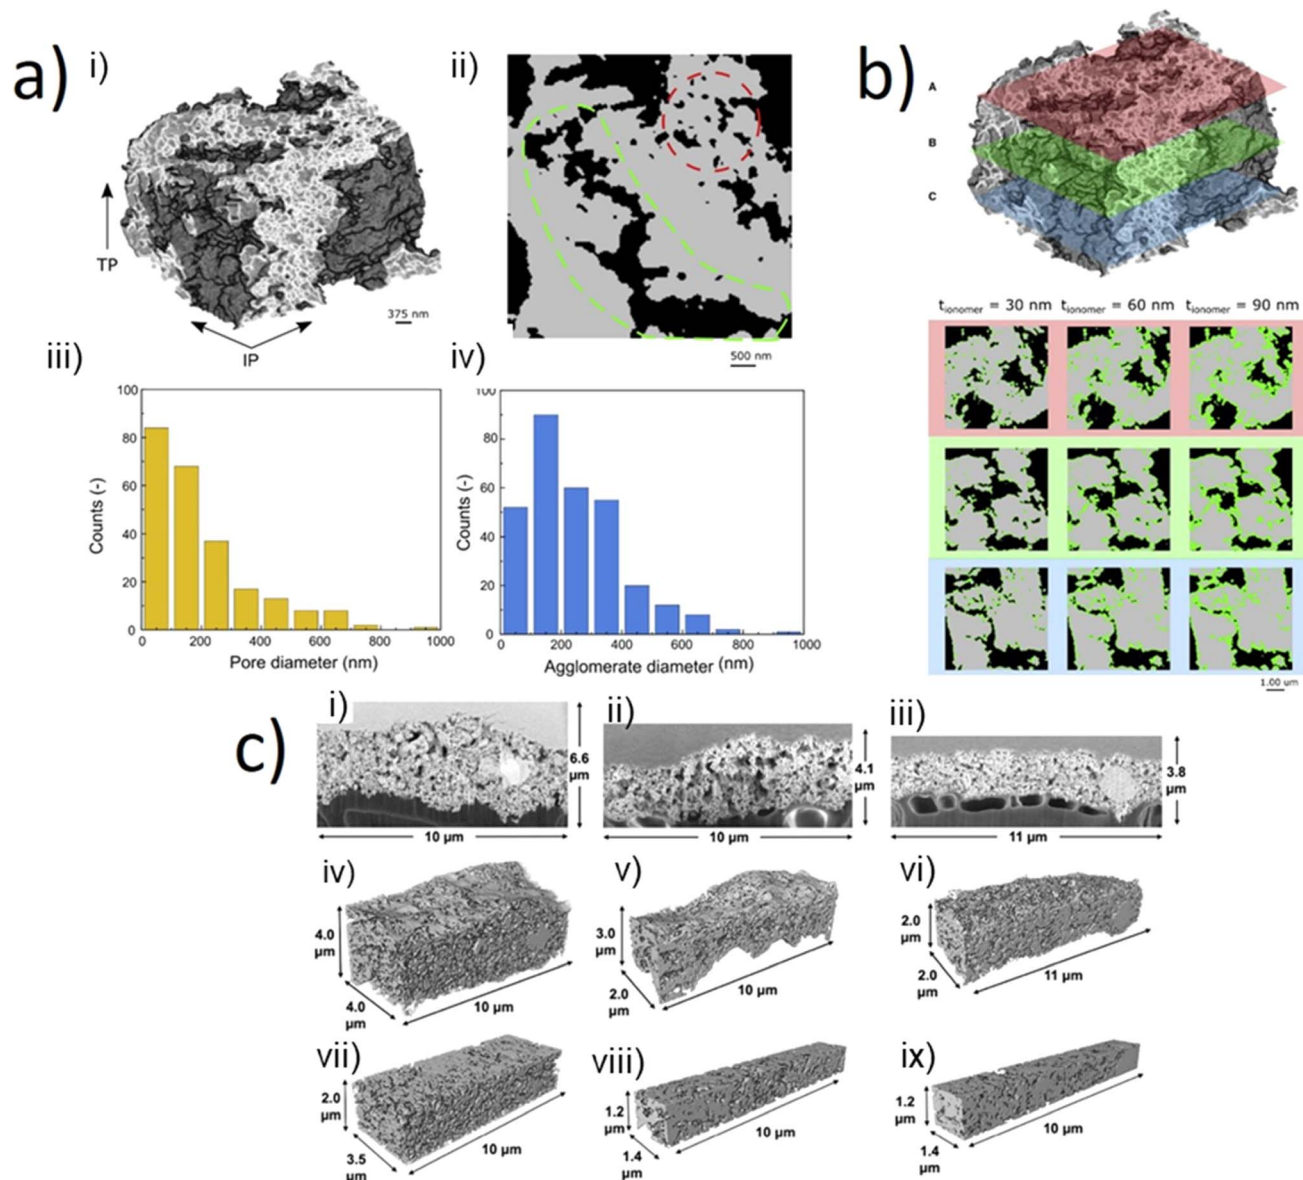 a)
i)
TP
IP
375 nm
ii)
500 nm
iii)
100
80
60
40
20
0
Counts (-)
0 200 400 600 800 1000
Pore diameter (nm)
iv)
80
60
40
20
0
Counts (-)
0 200 400 600 800 1000
Agglomerate diameter (nm)
b)
A
B
C
tionomer = 30 nm tionomer = 60 nm tionomer = 90 nm
1.00 um
c)
i)
6.6
µm
10 µm
ii)
4.1
µm
10 µm
iii)
3.8
µm
11 µm
iv)
4.0
µm
4.0
µm
10 µm
v)
3.0
µm
2.0
µm
10 µm
vi)
2.0
µm
2.0
µm
11 µm
vii)
2.0
µm
3.5
µm
10 µm
viii)
1.2
µm
1.4
µm
10 µm
ix)
1.2
µm
1.4
µm
10 µm